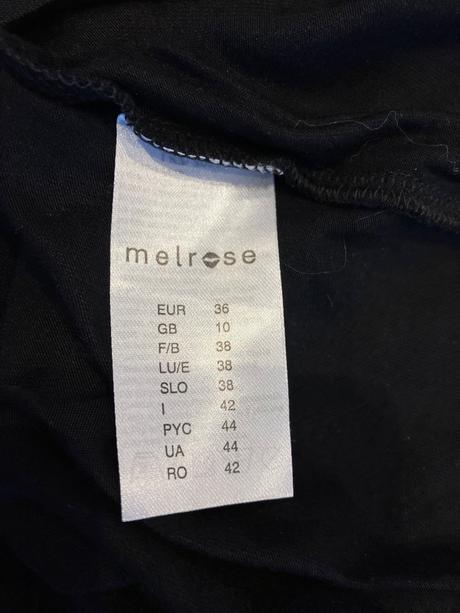 melrose
EUR 36
GB 10
F/B 38
LU/E 38
SLO 38
I 42
PYC 44
UA 44
RO 42